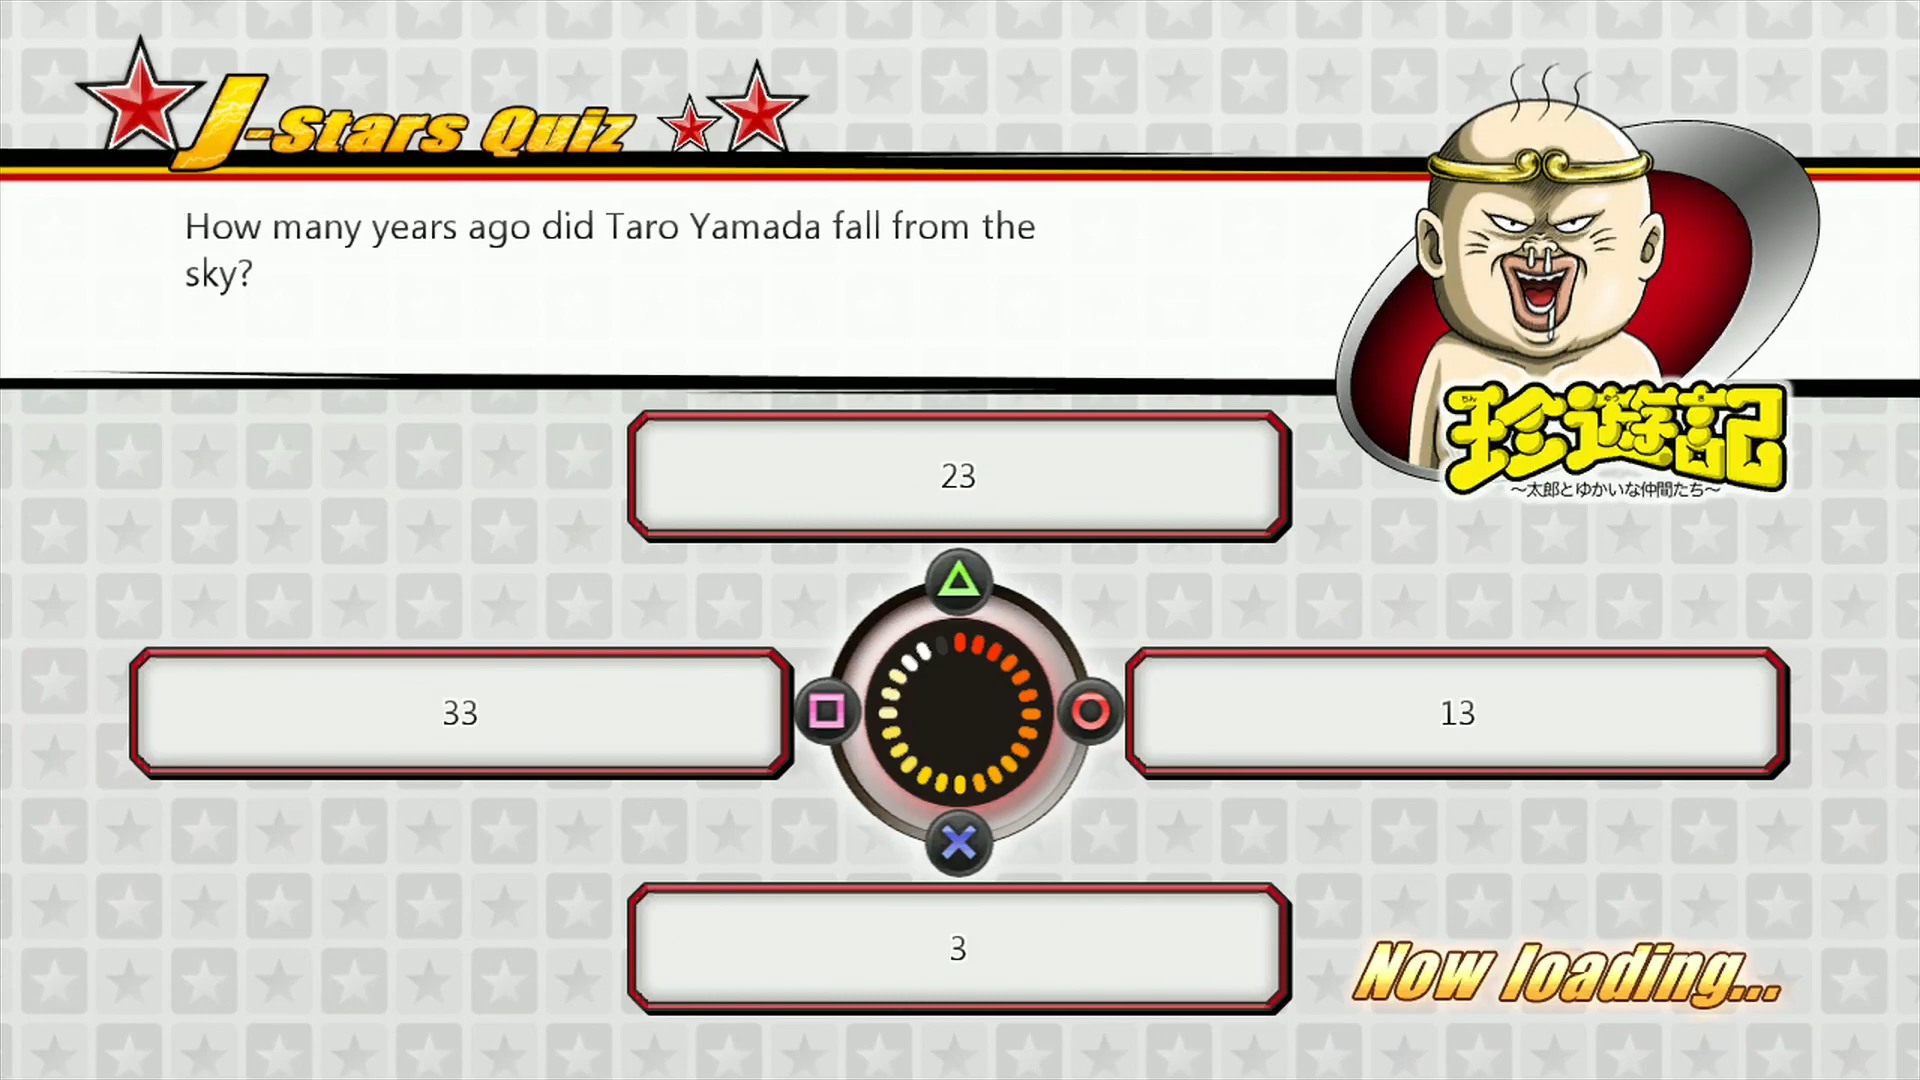 J-Stars Quiz
How many years ago did Taro Yamada fall from the
sky?
珍遊記
～太郎とゆかいな仲間たち～
23
33
13
3
Now loading...